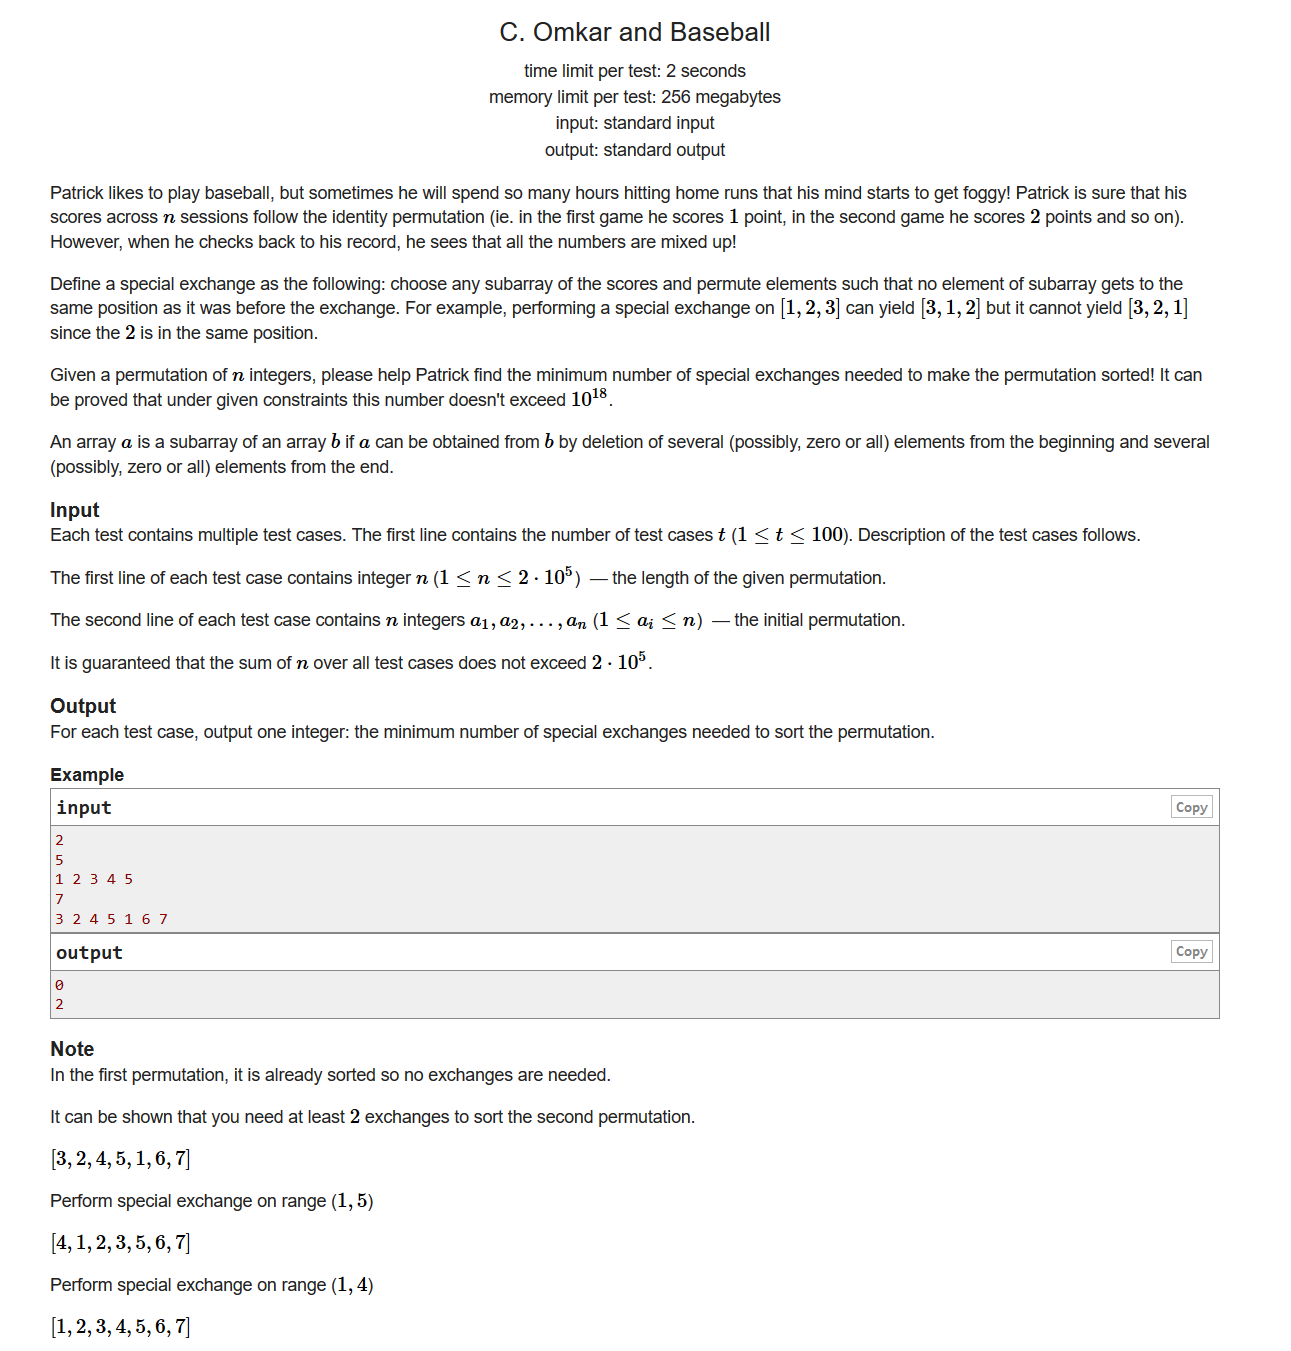 C. Omkar and Baseball
time limit per test: 2 seconds
memory limit per test: 256 megabytes
input: standard input
output: standard output
Patrick likes to play baseball, but sometimes he will spend so many hours hitting home runs that his mind starts to get foggy! Patrick is sure that his
scores across n sessions follow the identity permutation (ie. in the first game he scores 1 point, in the second game he scores 2 points and so on).
However, when he checks back to his record, he sees that all the numbers are mixed up!
Define a special exchange as the following: choose any subarray of the scores and permute elements such that no element of subarray gets to the
same position as it was before the exchange. For example, performing a special exchange on [1, 2, 3] can yield [3, 1, 2] but it cannot yield [3, 2, 1]
since the 2 is in the same position.
Given a permutation of n integers, please help Patrick find the minimum number of special exchanges needed to make the permutation sorted! It can
be proved that under given constraints this number doesn't exceed 10^18.
An array a is a subarray of an array b if a can be obtained from b by deletion of several (possibly, zero or all) elements from the beginning and several
(possibly, zero or all) elements from the end.
Input
Each test contains multiple test cases. The first line contains the number of test cases t (1 ≤ t ≤ 100). Description of the test cases follows.
The first line of each test case contains integer n (1 ≤ n ≤ 2 · 10^5) — the length of the given permutation.
The second line of each test case contains n integers a₁, a₂, . . . , aₙ (1 ≤ aᵢ ≤ n) — the initial permutation.
It is guaranteed that the sum of n over all test cases does not exceed 2 · 10^5.
Output
For each test case, output one integer: the minimum number of special exchanges needed to sort the permutation.
Example
input Copy
2
5
1 2 3 4 5
7
3 2 4 5 1 6 7
output Copy
0
2
Note
In the first permutation, it is already sorted so no exchanges are needed.
It can be shown that you need at least 2 exchanges to sort the second permutation.
[3, 2, 4, 5, 1, 6, 7]
Perform special exchange on range (1, 5)
[4, 1, 2, 3, 5, 6, 7]
Perform special exchange on range (1, 4)
[1, 2, 3, 4, 5, 6, 7]